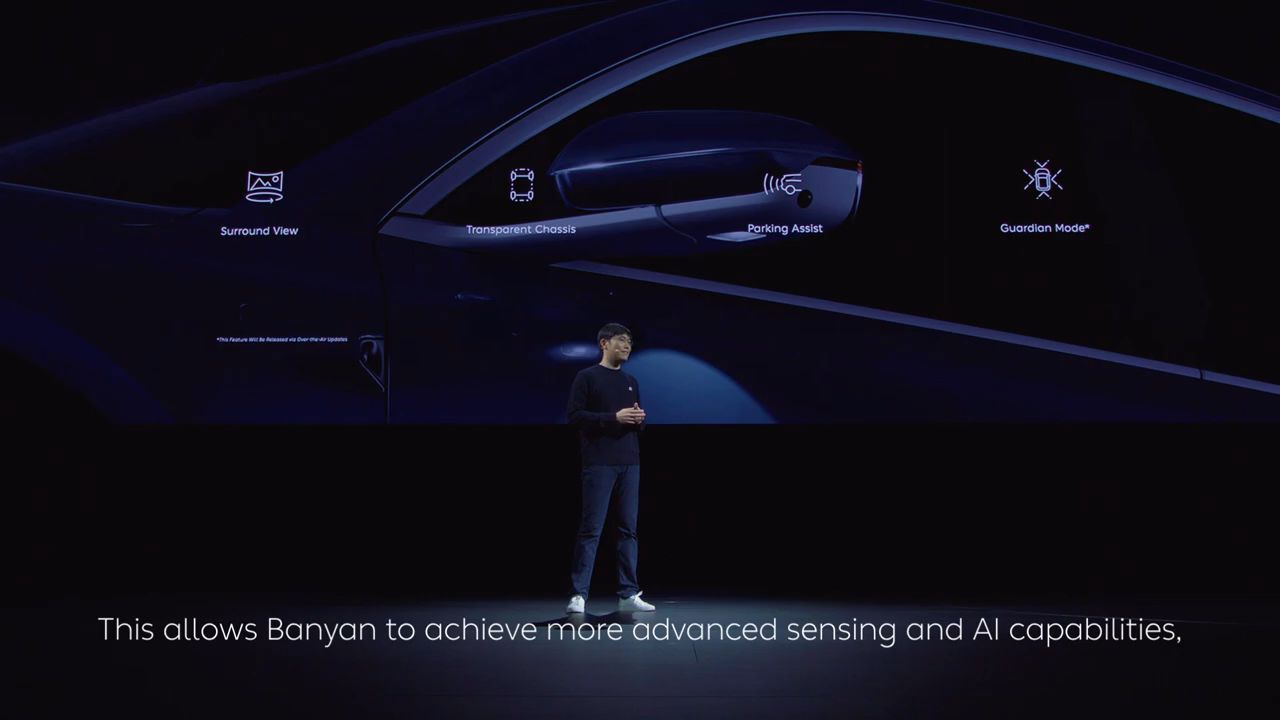 Surround View
Transparent Chassis
Parking Assist
Guardian Mode*
*This Feature Will Be Released via Over-the-Air Updates
This allows Banyan to achieve more advanced sensing and AI capabilities,